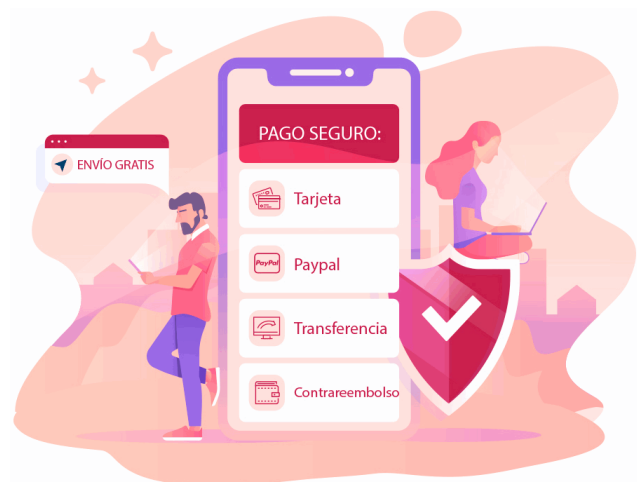 PAGO SEGURO:
ENVÍO GRATIS
Tarjeta
PayPal
Paypal
Transferencia
Contrareembolso